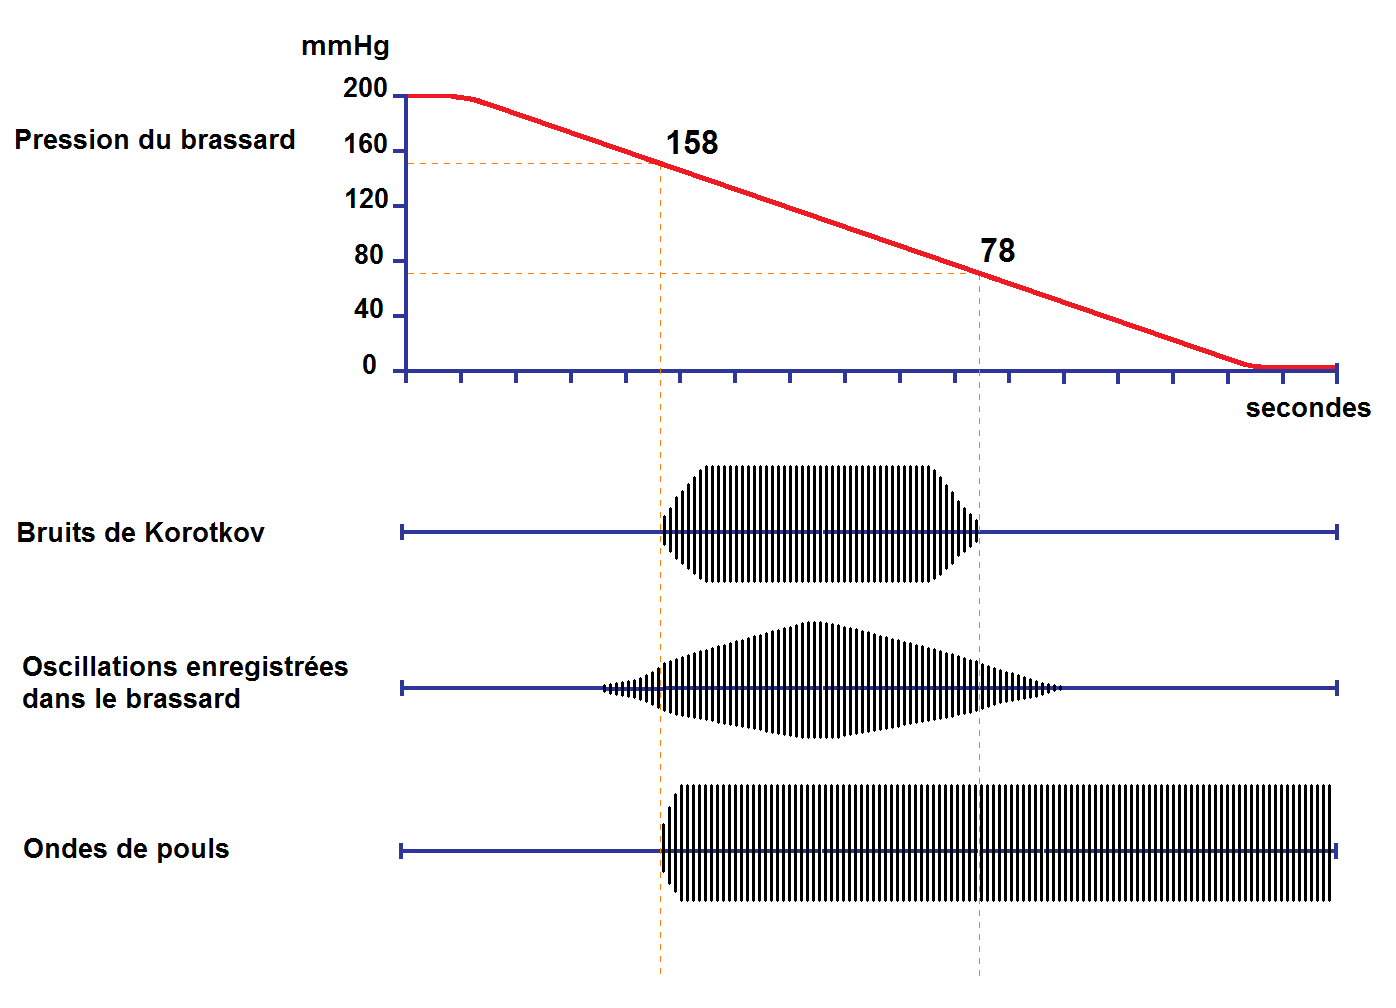 mmHg
200
Pression du brassard
160
158
120
80
78
40
0
secondes
Bruits de Korotkov
Oscillations enregistrées
dans le brassard
Ondes de pouls